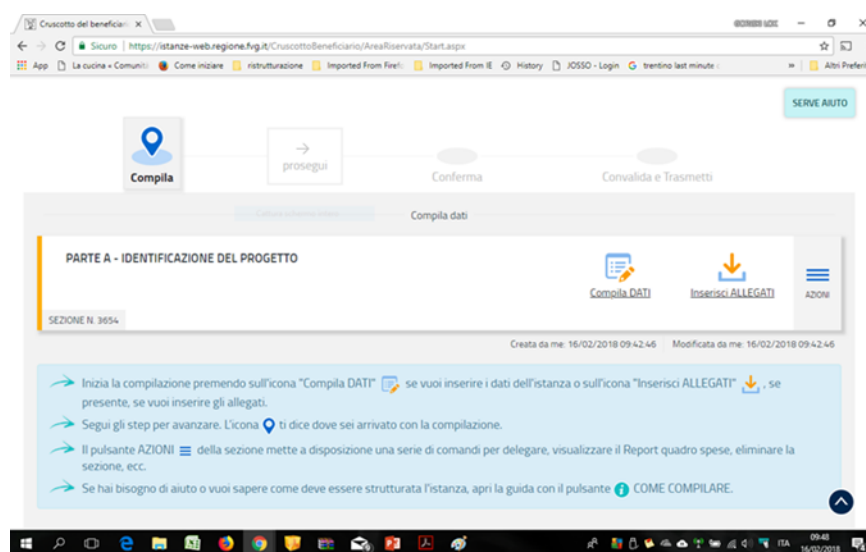 Cruscotto del beneficiari
Sicuro | https://istanze-web.regione.fvg.it/CruscottoBeneficiario/AreaRiservata/Start.aspx
App La cucina « Comunità Come iniziare ristrutturazione Imported From Firefo Imported From IE History JOSSO - Login trentino last minute » Altri Preferiti
SERVE AIUTO
Compila
prosegui
Conferma
Convalida e Trasmetti
Compila dati
PARTE A - IDENTIFICAZIONE DEL PROGETTO
Compila DATI
Inserisci ALLEGATI
AZIONI
SEZIONE N. 3654
Creata da me: 16/02/2018 09:42:46 Modificata da me: 16/02/2018 09:42:46
Inizia la compilazione premendo sull'icona "Compila DATI" se vuoi inserire i dati dell'istanza o sull'icona "Inserisci ALLEGATI" , se
presente, se vuoi inserire gli allegati.
Segui gli step per avanzare. L'icona ti dice dove sei arrivato con la compilazione.
Il pulsante AZIONI della sezione mette a disposizione una serie di comandi per delegare, visualizzare il Report quadro spese, eliminare la
sezione, ecc.
Se hai bisogno di aiuto o vuoi sapere come deve essere strutturata l'istanza, apri la guida con il pulsante COME COMPILARE.
ITA
09:48
16/02/2018